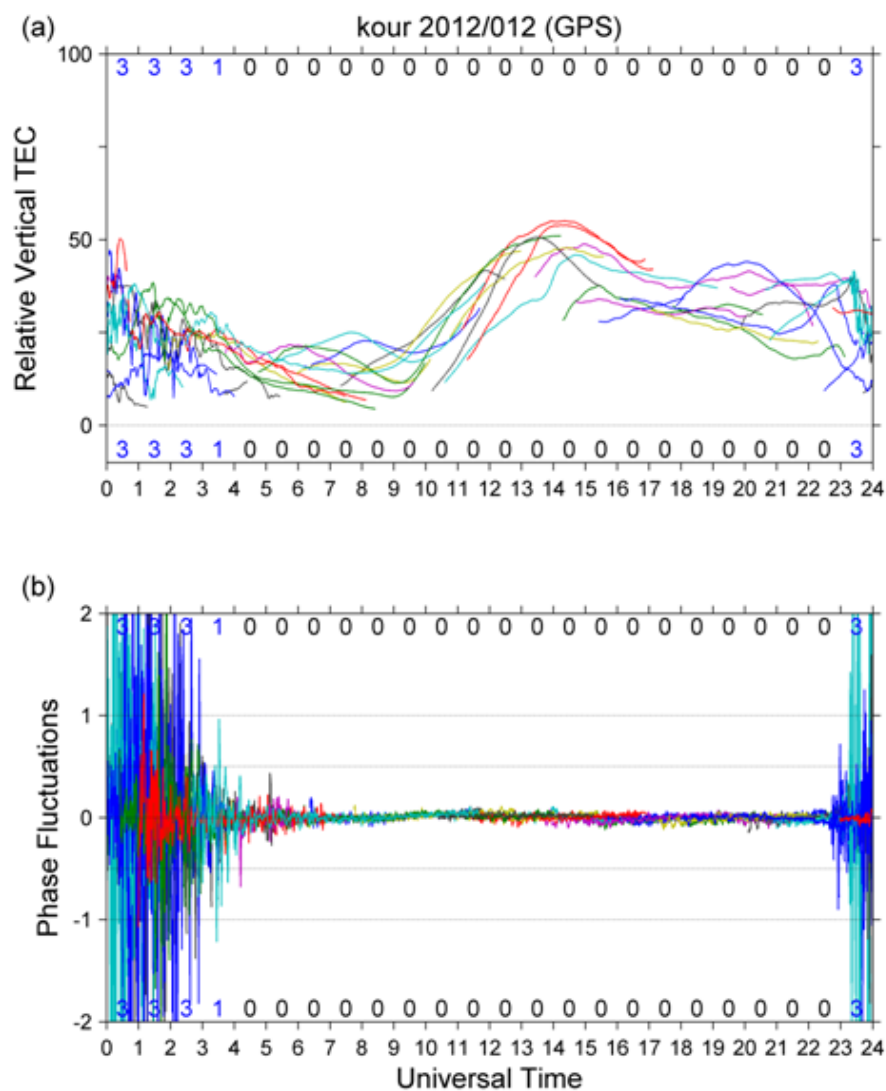 (a)
kour 2012/012 (GPS)
100
3 3 3 1 0 0 0 0 0 0 0 0 0 0 0 0 0 0 0 0 0 0 0 3
Relative Vertical TEC
50
0
3 3 3 1 0 0 0 0 0 0 0 0 0 0 0 0 0 0 0 0 0 0 0 3
0 1 2 3 4 5 6 7 8 9 10 11 12 13 14 15 16 17 18 19 20 21 22 23 24
(b)
2
3 3 3 1 0 0 0 0 0 0 0 0 0 0 0 0 0 0 0 0 0 0 0 3
1
Phase Fluctuations
0
-1
3 3 3 1 0 0 0 0 0 0 0 0 0 0 0 0 0 0 0 0 0 0 0 3
-2
0 1 2 3 4 5 6 7 8 9 10 11 12 13 14 15 16 17 18 19 20 21 22 23 24
Universal Time